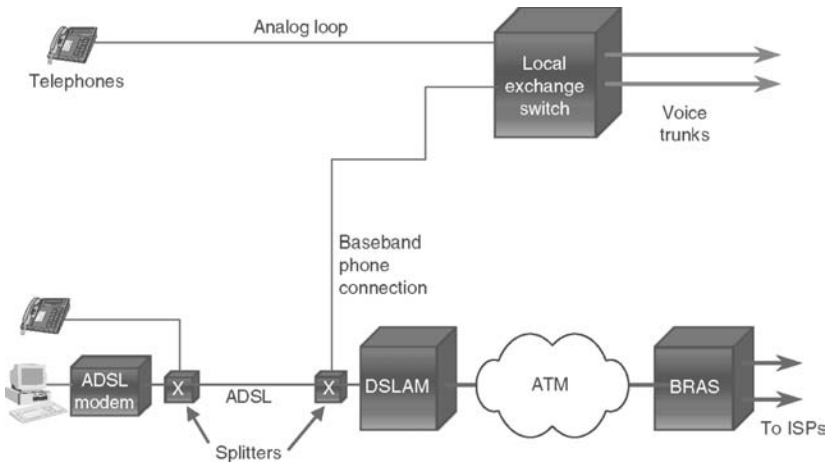 Analog loop
Telephones
Local
exchange
switch
Voice
trunks
Baseband
phone
connection
ADSL
modem
X
ADSL
X
DSLAM
ATM
BRAS
Splitters
To ISPs